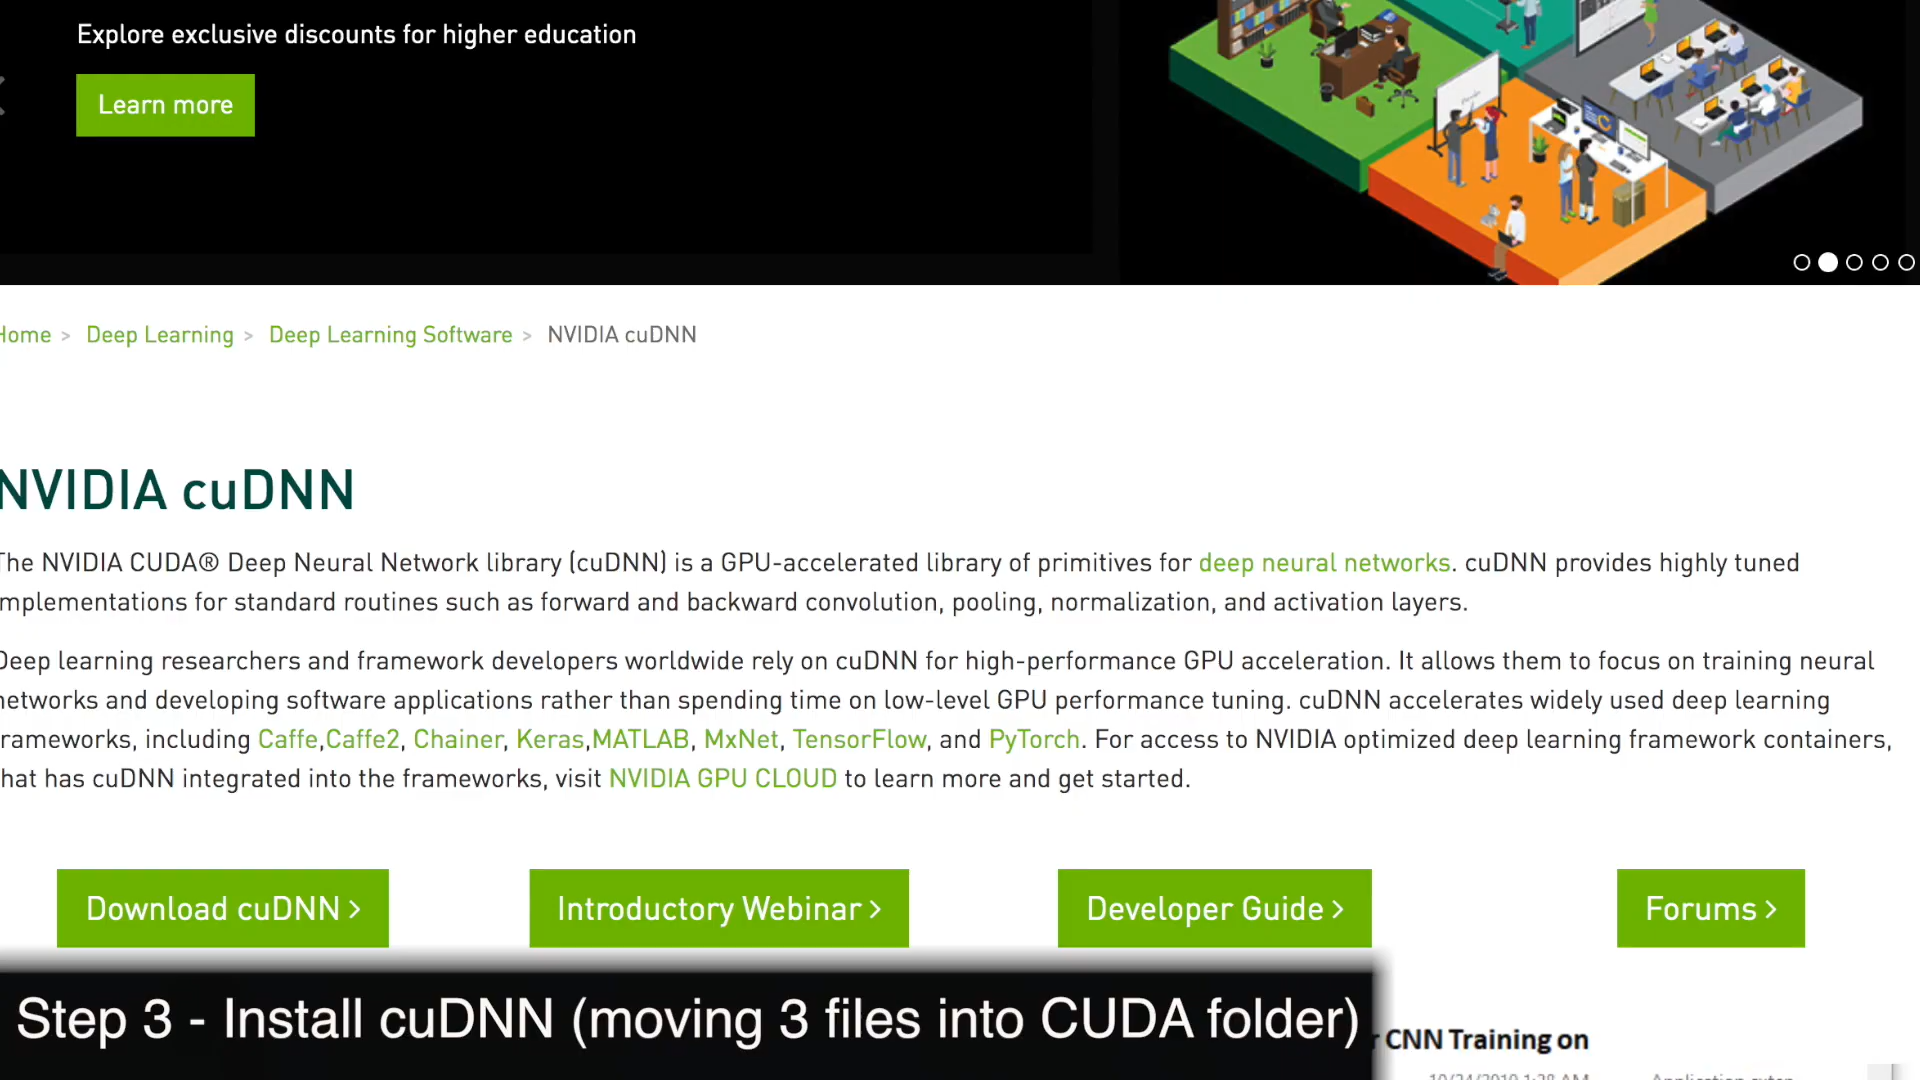 Explore exclusive discounts for higher education
Learn more
Home > Deep Learning > Deep Learning Software > NVIDIA cuDNN
NVIDIA cuDNN
The NVIDIA CUDA® Deep Neural Network library (cuDNN) is a GPU-accelerated library of primitives for deep neural networks. cuDNN provides highly tuned
implementations for standard routines such as forward and backward convolution, pooling, normalization, and activation layers.
Deep learning researchers and framework developers worldwide rely on cuDNN for high-performance GPU acceleration. It allows them to focus on training neural
networks and developing software applications rather than spending time on low-level GPU performance tuning. cuDNN accelerates widely used deep learning
frameworks, including Caffe,Caffe2, Chainer, Keras,MATLAB, MxNet, TensorFlow, and PyTorch. For access to NVIDIA optimized deep learning framework containers,
that has cuDNN integrated into the frameworks, visit NVIDIA GPU CLOUD to learn more and get started.
Download cuDNN > Introductory Webinar > Developer Guide > Forums >
Step 3 - Install cuDNN (moving 3 files into CUDA folder)
CNN Training on